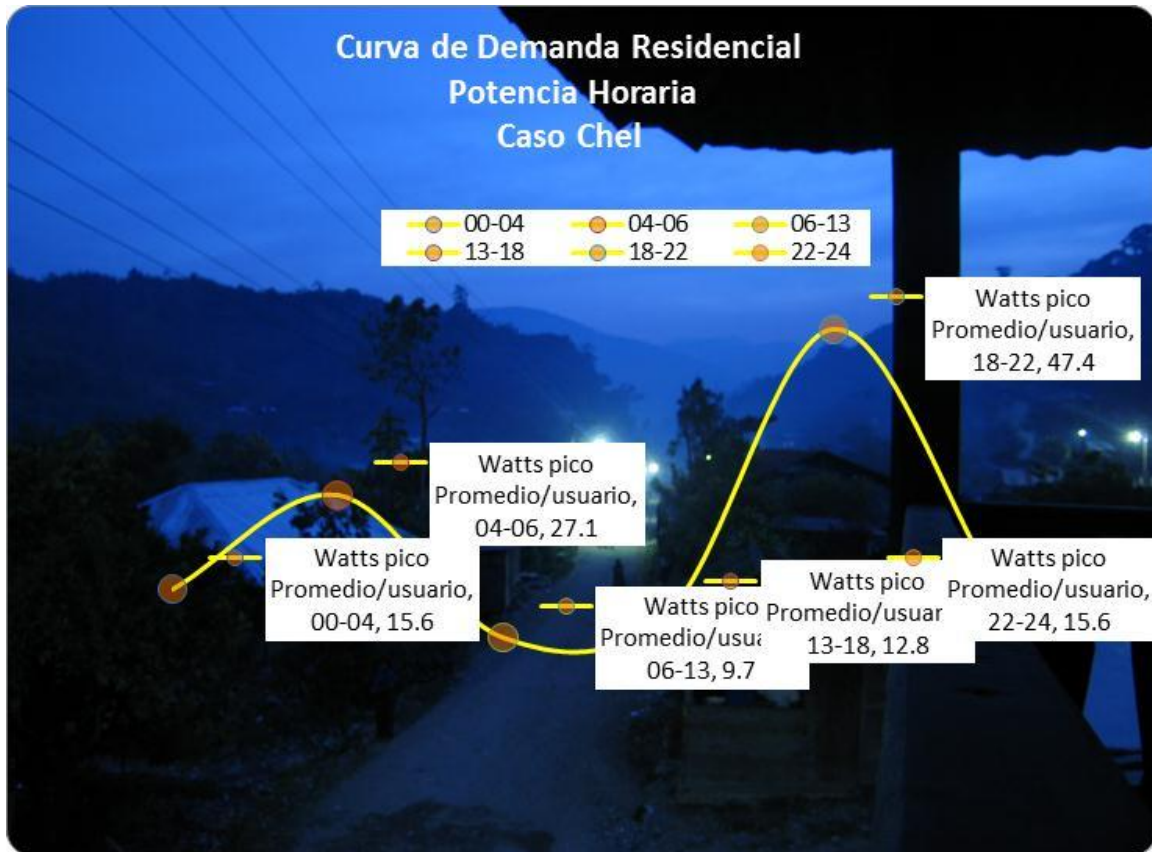 Curva de Demanda Residencial
Potencia Horaria
Caso Chel
00-04 04-06 06-13
13-18 18-22 22-24
Watts pico
Promedio/usuario,
18-22, 47.4
Watts pico
Promedio/usuario,
04-06, 27.1
Watts pico
Promedio/usuario,
00-04, 15.6
Watts pico
06-13, 9.7
Watts pico
13-18, 12.8
Watts pico
Promedio/usuario,
22-24, 15.6